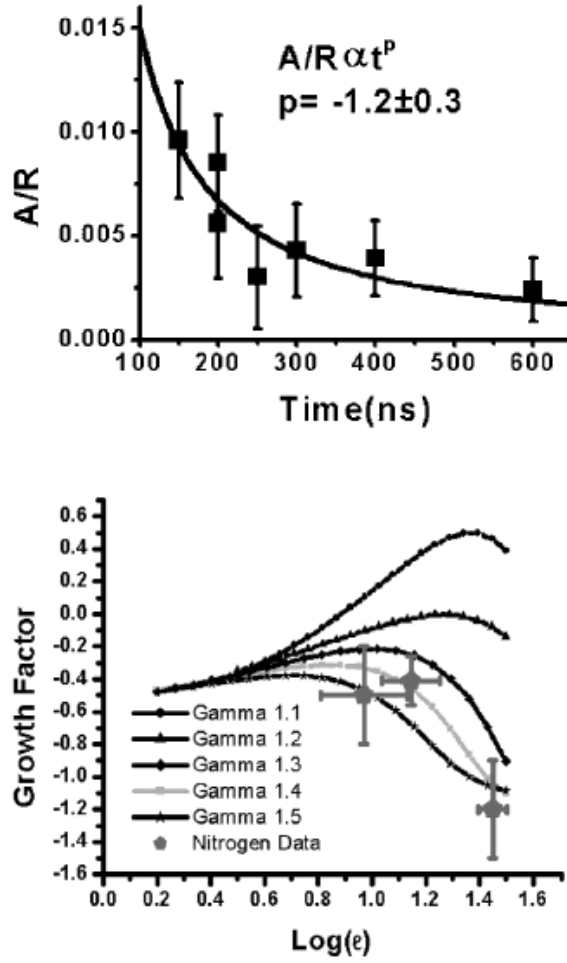 0.015
A/R αt^p
p= -1.2±0.3
0.010
A/R
0.005
0.000
100 200 300 400 500 600
Time(ns)
0.6
0.4
0.2
0.0
-0.2
-0.4
-0.6
-0.8
-1.0
-1.2
-1.4
-1.6
Growth Factor
Gamma 1.1
Gamma 1.2
Gamma 1.3
Gamma 1.4
Gamma 1.5
Nitrogen Data
0.0 0.2 0.4 0.6 0.8 1.0 1.2 1.4 1.6
Log(ℓ)